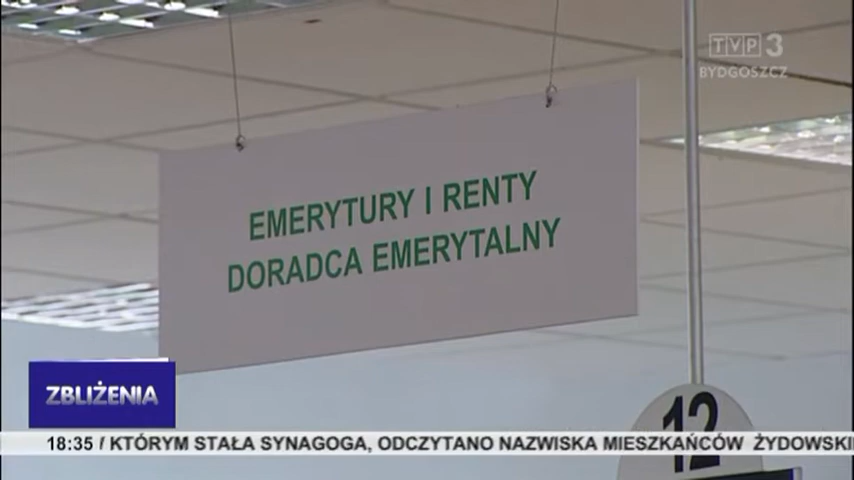 TVP3
BYDGOSZCZ
EMERYTURY I RENTY
DORADCA EMERYTALNY
ZBLIŻENIA
12
18:35 / KTÓRYM STAŁA SYNAGOGA, ODCZYTANO NAZWISKA MIESZKAŃCÓW ŻYDOWSKI